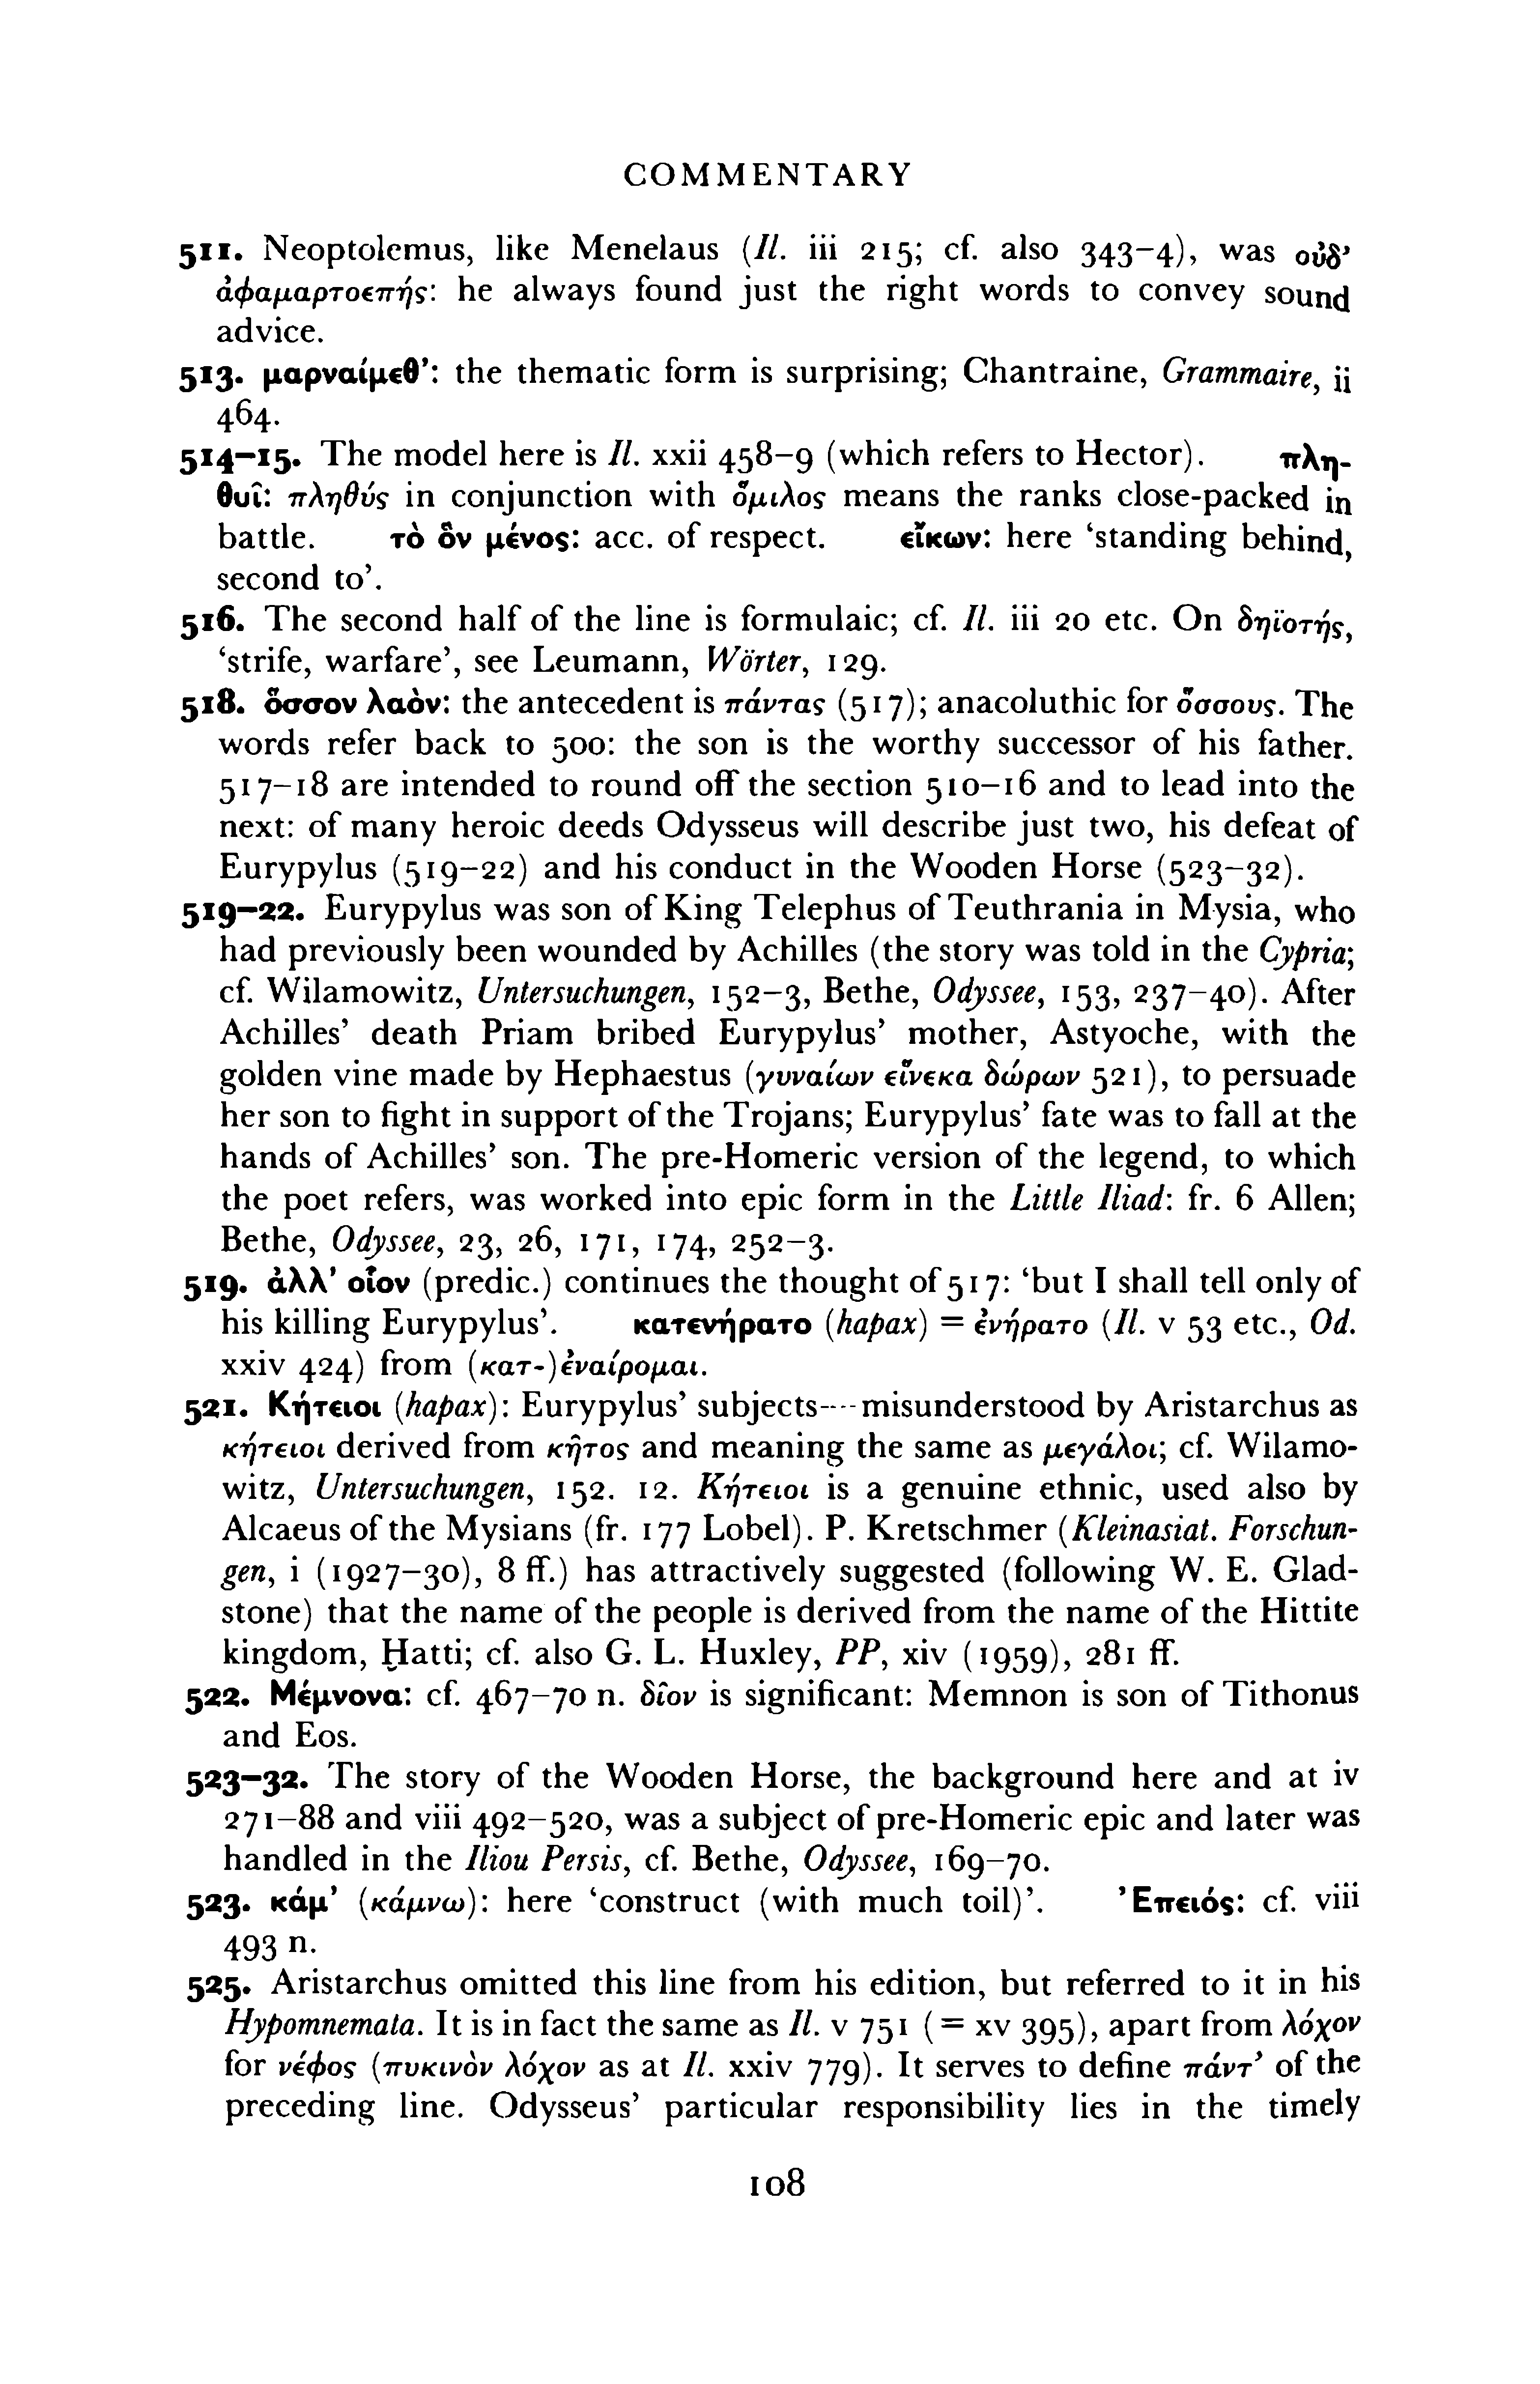 COMMENTARY
511. Neoptolemus, like Menelaus (Il. iii 215; cf. also 343–4), was οὐδ’
ἀφαμαρτοεπής: he always found just the right words to convey sound
advice.
513. μαρναίμεθ’: the thematic form is surprising; Chantraine, Grammaire, ii
464.
514–15. The model here is Il. xxii 458–9 (which refers to Hector). πλη-
θυῖ: πληθύς in conjunction with ὅμιλος means the ranks close-packed in
battle. τὸ ὃν μένος: acc. of respect. εἴκων: here ‘standing behind,
second to’.
516. The second half of the line is formulaic; cf. Il. iii 20 etc. On δηϊοτής,
‘strife, warfare’, see Leumann, Wörter, 129.
518. ὅσσον λαὸν: the antecedent is πάντας (517); anacoluthic for ὅσσους. The
words refer back to 500: the son is the worthy successor of his father.
517–18 are intended to round off the section 510–16 and to lead into the
next: of many heroic deeds Odysseus will describe just two, his defeat of
Eurypylus (519–22) and his conduct in the Wooden Horse (523–32).
519–22. Eurypylus was son of King Telephus of Teuthrania in Mysia, who
had previously been wounded by Achilles (the story was told in the Cypria;
cf. Wilamowitz, Untersuchungen, 152–3, Bethe, Odyssee, 153, 237–40). After
Achilles’ death Priam bribed Eurypylus’ mother, Astyoche, with the
golden vine made by Hephaestus (γυναίων εἵνεκα δώρων 521), to persuade
her son to fight in support of the Trojans; Eurypylus’ fate was to fall at the
hands of Achilles’ son. The pre-Homeric version of the legend, to which
the poet refers, was worked into epic form in the Little Iliad: fr. 6 Allen;
Bethe, Odyssee, 23, 26, 171, 174, 252–3.
519. ἀλλ’ οἷον (predic.) continues the thought of 517: ‘but I shall tell only of
his killing Eurypylus’. κατενήρατο (hapax) = ἐνήρατο (Il. v 53 etc., Od.
xxiv 424) from (κατ-)ἐναίρομαι.
521. Κήτειοι (hapax): Eurypylus’ subjects—misunderstood by Aristarchus as
κήτειοι derived from κῆτος and meaning the same as μεγάλοι; cf. Wilamo-
witz, Untersuchungen, 152. 12. Κήτειοι is a genuine ethnic, used also by
Alcaeus of the Mysians (fr. 177 Lobel). P. Kretschmer (Kleinasiat. Forschun-
gen, i (1927–30), 8 ff.) has attractively suggested (following W. E. Glad-
stone) that the name of the people is derived from the name of the Hittite
kingdom, Ḫatti; cf. also G. L. Huxley, PP, xiv (1959), 281 ff.
522. Μέμνονα: cf. 467–70 n. δῖον is significant: Memnon is son of Tithonus
and Eos.
523–32. The story of the Wooden Horse, the background here and at iv
271–88 and viii 492–520, was a subject of pre-Homeric epic and later was
handled in the Iliou Persis, cf. Bethe, Odyssee, 169–70.
523. κάμ’ (κάμνω): here ‘construct (with much toil)’. Ἐπειός: cf. viii
493 n.
525. Aristarchus omitted this line from his edition, but referred to it in his
Hypomnemata. It is in fact the same as Il. v 751 (= xv 395), apart from λόχον
for νέφος (πυκινὸν λόχον as at Il. xxiv 779). It serves to define πάντ’ of the
preceding line. Odysseus’ particular responsibility lies in the timely
108